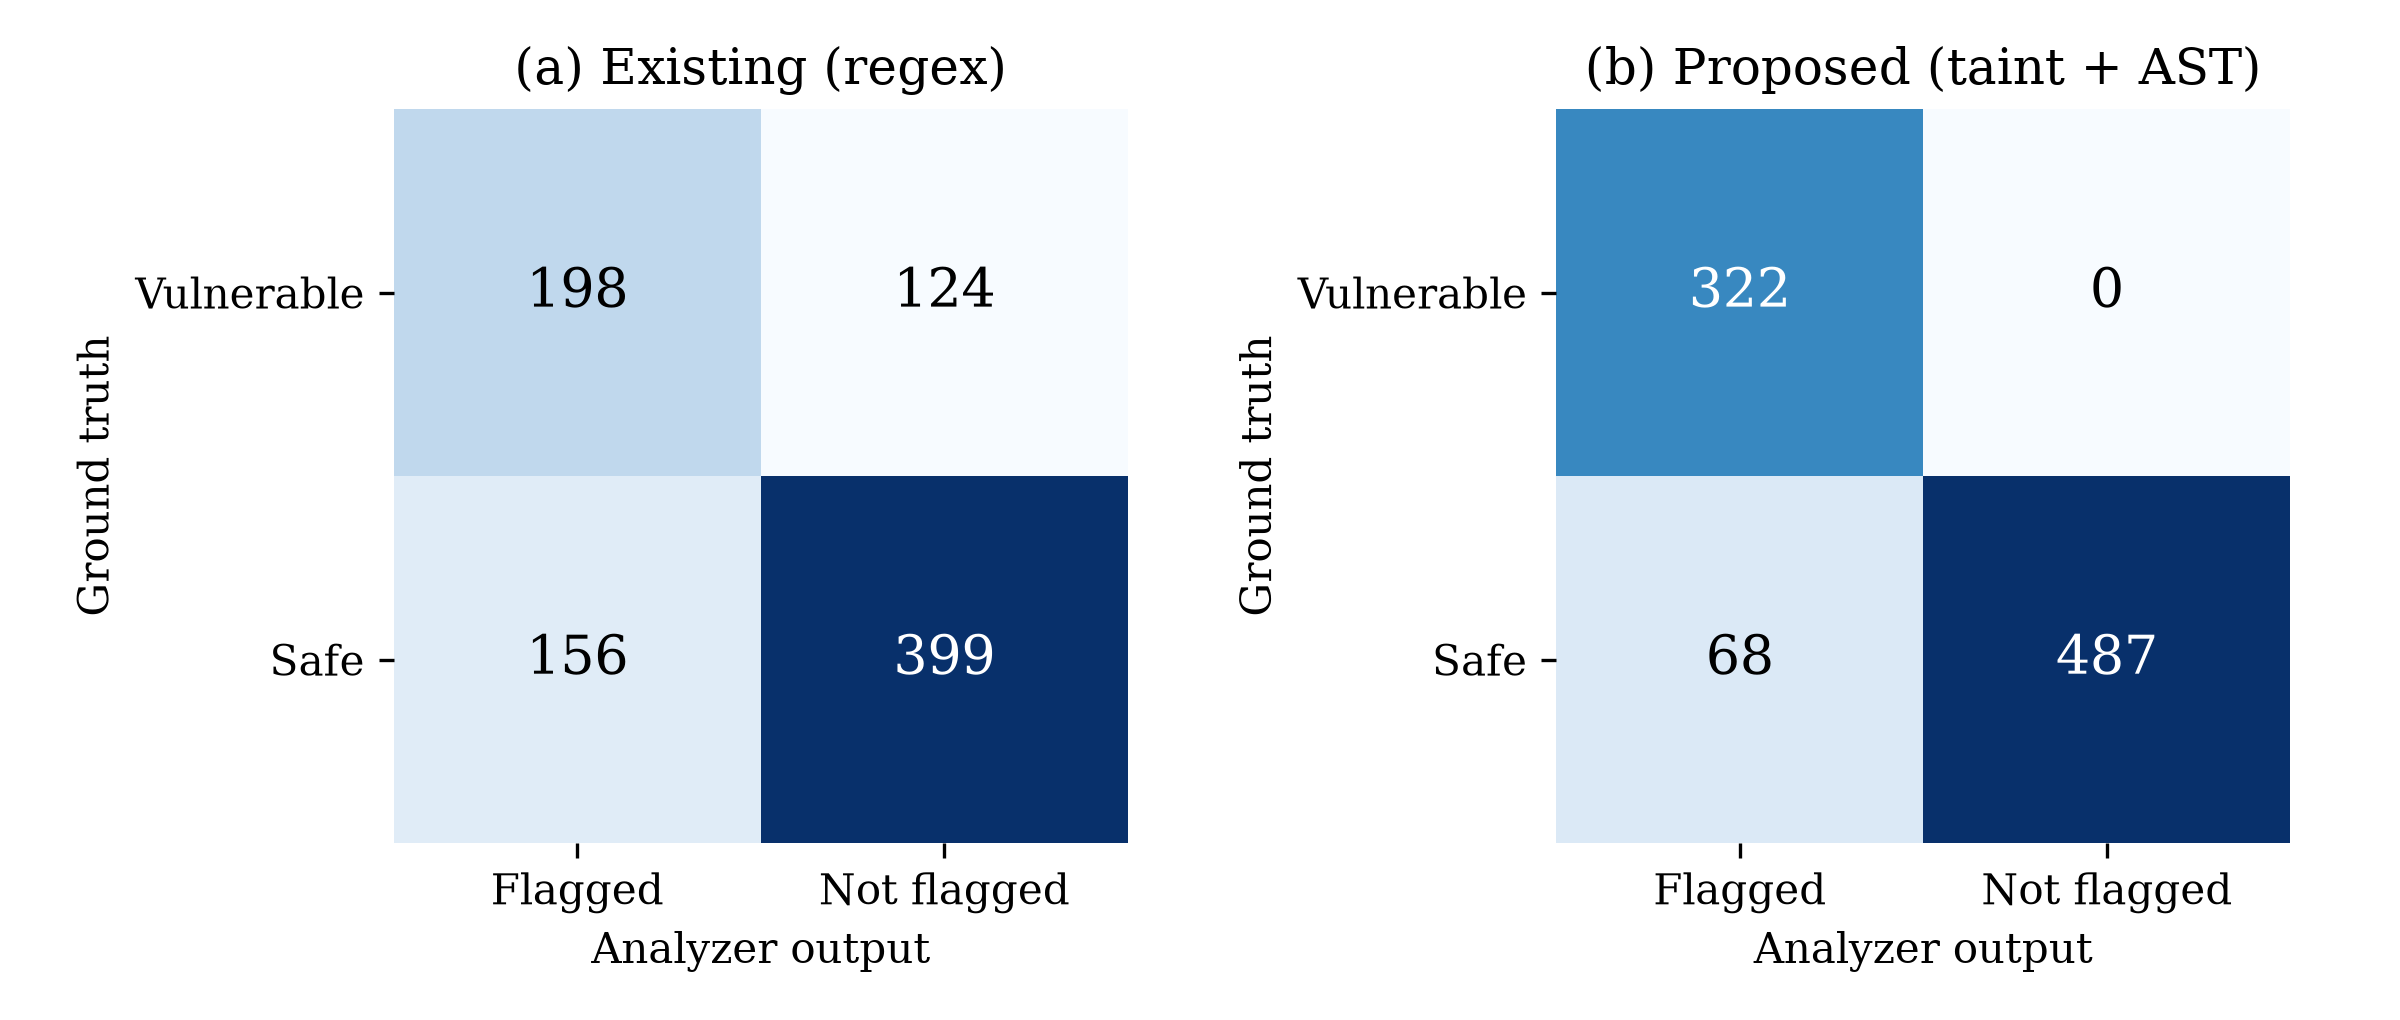 (a) Existing (regex)
Ground truth
Vulnerable
198
124
Safe
156
399
Flagged
Not flagged
Analyzer output
(b) Proposed (taint + AST)
Ground truth
Vulnerable
322
0
Safe
68
487
Flagged
Not flagged
Analyzer output